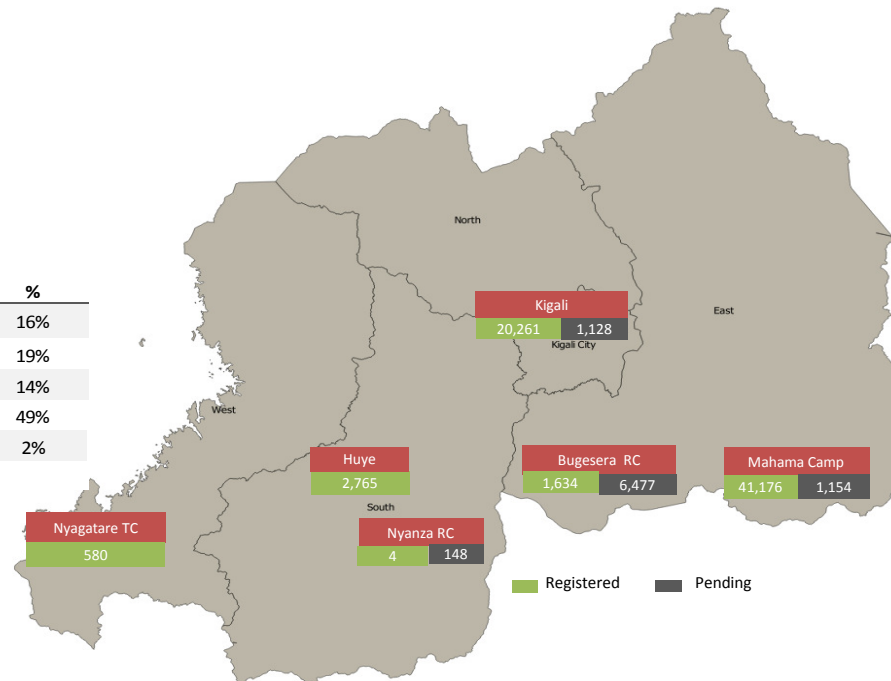 North
%
16%
19%
14%
49%
2%
Kigali
20,261 1,128
Kigali City
East
West
Huye
2,765
South
Bugesera RC
1,634 6,477
Mahama Camp
41,176 1,154
Nyagatare TC
580
Nyanza RC
4 148
Registered Pending